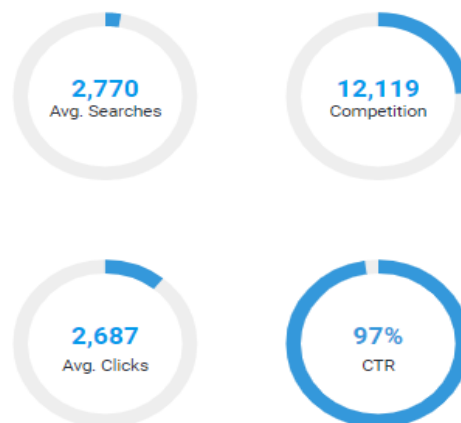 2,770
Avg. Searches
12,119
Competition
2,687
Avg. Clicks
97%
CTR